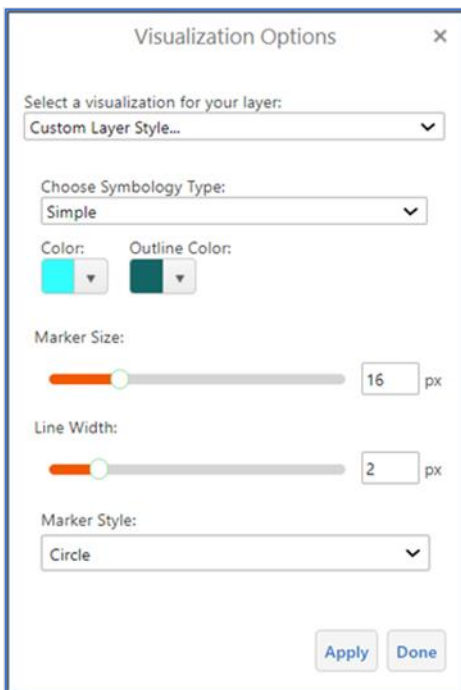 Visualization Options ×
Select a visualization for your layer:
Custom Layer Style...
Choose Symbology Type:
Simple
Color: Outline Color:
Marker Size:
16 px
Line Width:
2 px
Marker Style:
Circle
Apply Done